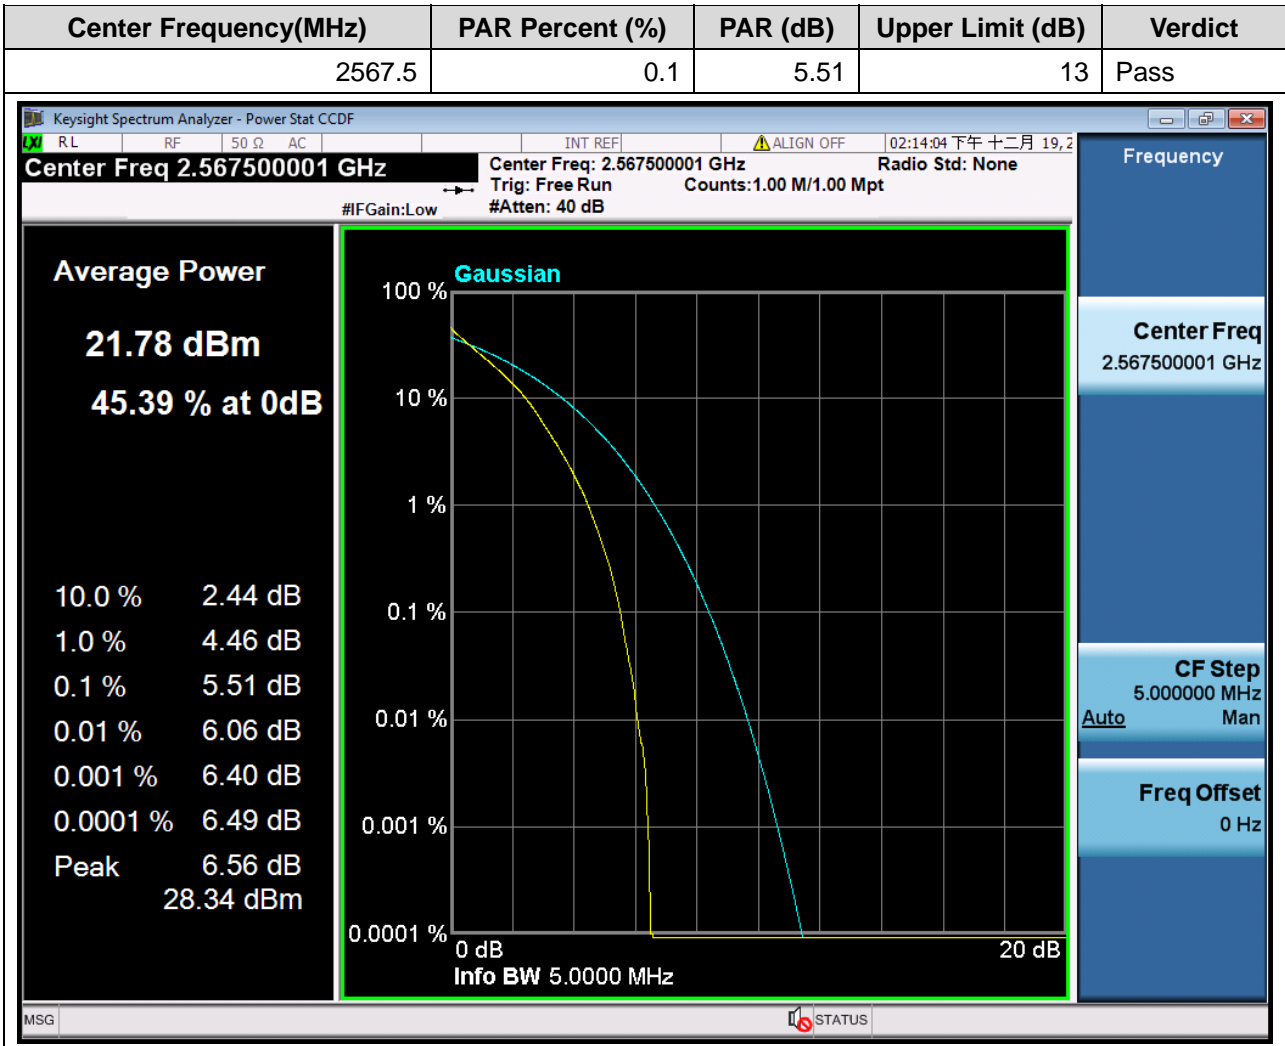 Center Frequency(MHz) PAR Percent (%) PAR (dB) Upper Limit (dB) Verdict
2567.5 0.1 5.51 13 Pass
Keysight Spectrum Analyzer - Power Stat CCDF
LXI RL RF 50 Ω AC INT REF ALIGN OFF 02:14:04 下午 十二月 19, 2
Center Freq 2.567500001 GHz
Center Freq: 2.567500001 GHz Radio Std: None
Trig: Free Run Counts:1.00 M/1.00 Mpt
#IFGain:Low #Atten: 40 dB
Average Power
21.78 dBm
45.39 % at 0dB
10.0 % 2.44 dB
1.0 % 4.46 dB
0.1 % 5.51 dB
0.01 % 6.06 dB
0.001 % 6.40 dB
0.0001 % 6.49 dB
Peak 6.56 dB
28.34 dBm
Gaussian
100 %
10 %
1 %
0.1 %
0.01 %
0.001 %
0.0001 %
0 dB 20 dB
Info BW 5.0000 MHz
Frequency
Center Freq
2.567500001 GHz
CF Step
5.000000 MHz
Auto Man
Freq Offset
0 Hz
MSG STATUS